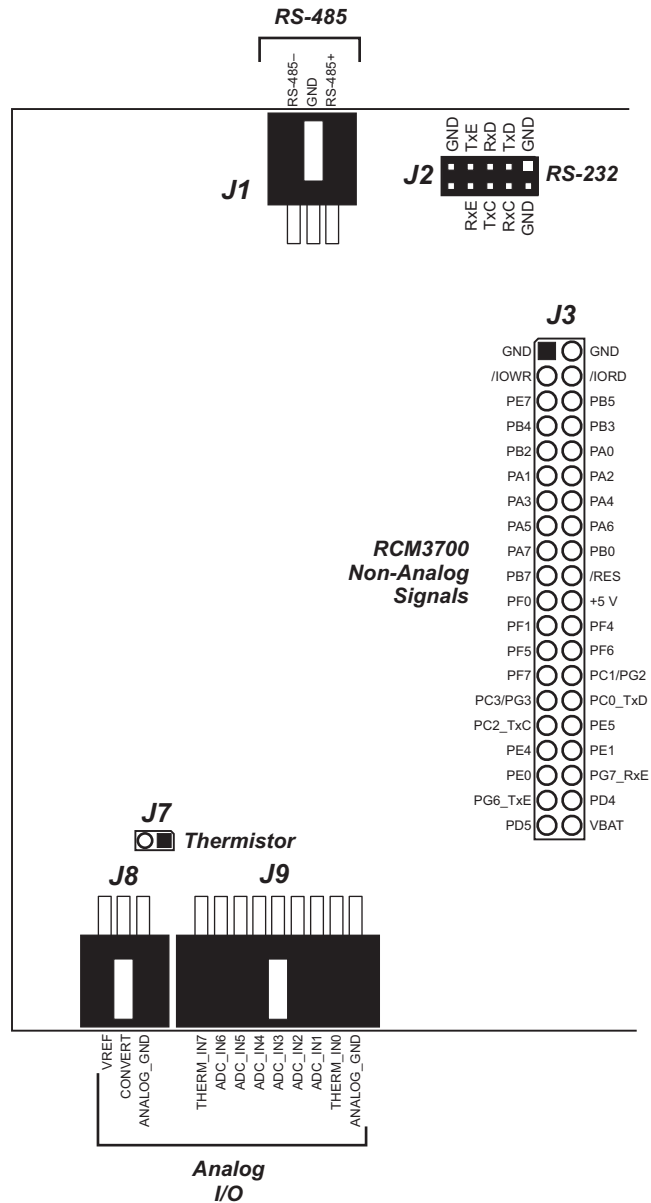 RS-485
RS-485–
GND
RS-485+
J1
GND
TxE
RxD
TxD
GND
J2
RS-232
RxE
TxC
RxC
GND
J3
GND GND
/IOWR /IORD
PE7 PB5
PB4 PB3
PB2 PA0
PA1 PA2
PA3 PA4
PA5 PA6
PA7 PB0
PB7 /RES
PF0 +5 V
PF1 PF4
PF5 PF6
PF7 PC1/PG2
PC3/PG3 PC0_TxD
PC2_TxC PE5
PE4 PE1
PE0 PG7_RxE
PG6_TxE PD4
PD5 VBAT
RCM3700
Non-Analog
Signals
J7
Thermistor
J8
J9
VREF
CONVERT
ANALOG_GND
THERM_IN7
ADC_IN6
ADC_IN5
ADC_IN4
ADC_IN3
ADC_IN2
ADC_IN1
THERM_IN0
ANALOG_GND
Analog
I/O